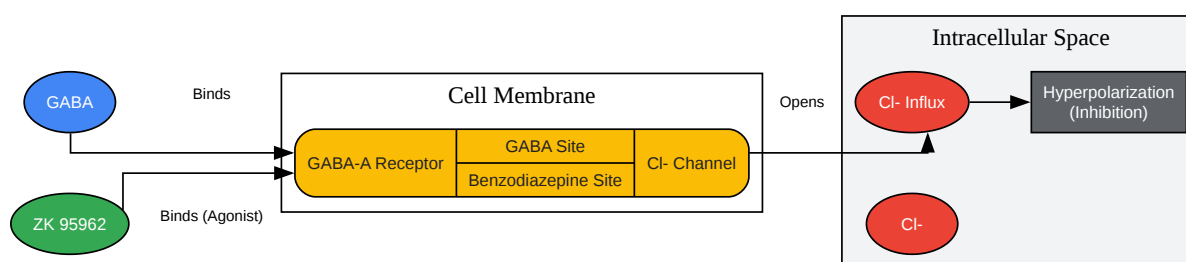 Intracellular Space
GABA
Binds
Cell Membrane
Opens
Cl- Influx
Hyperpolarization
(Inhibition)
GABA-A Receptor
GABA Site
Benzodiazepine Site
Cl- Channel
ZK 95962
Binds (Agonist)
Cl-